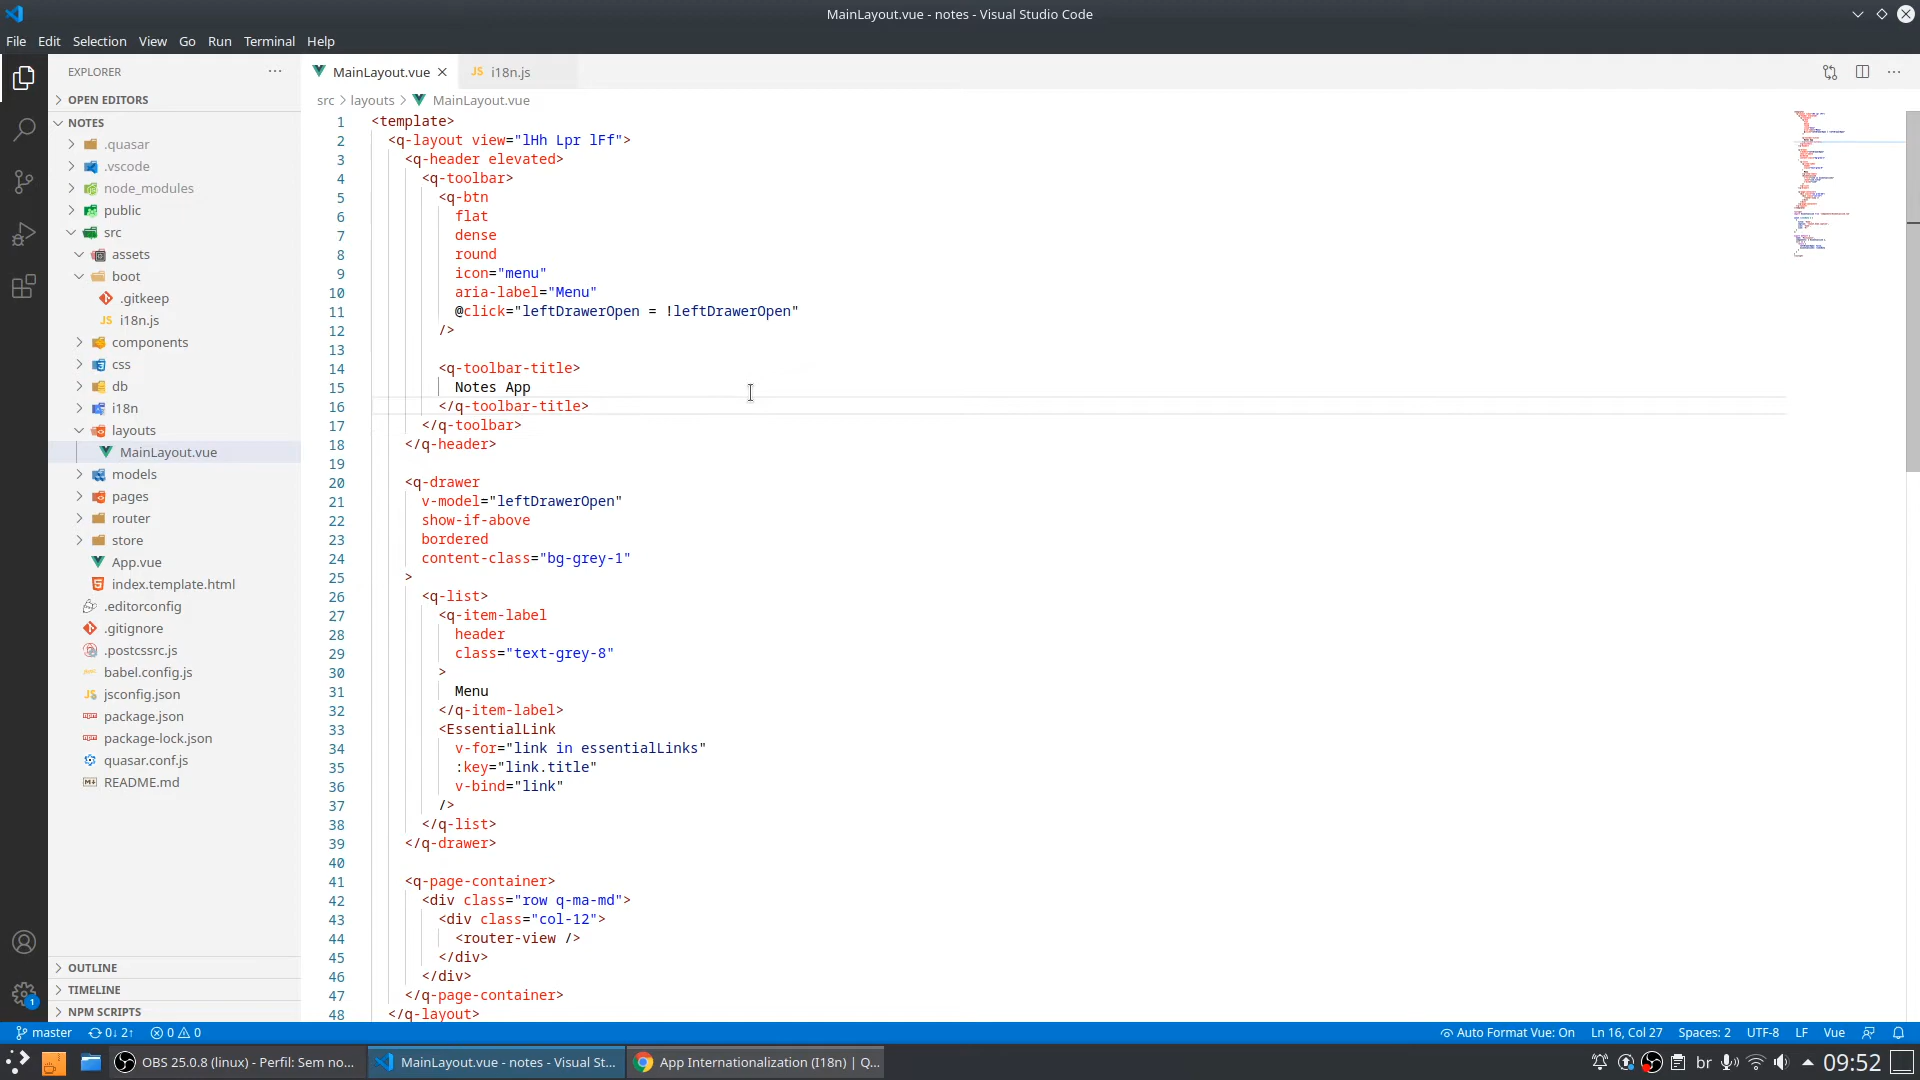 MainLayout.vue - notes - Visual Studio Code
File Edit Selection View Go Run Terminal Help
EXPLORER
OPEN EDITORS
NOTES
.quasar
.vscode
node_modules
public
src
assets
boot
.gitkeep
JS i18n.js
components
css
db
i18n
layouts
MainLayout.vue
models
pages
router
store
App.vue
index.template.html
.editorconfig
.gitignore
.postcssrc.js
babel.config.js
jsconfig.json
package.json
package-lock.json
quasar.conf.js
README.md
OUTLINE
TIMELINE
NPM SCRIPTS
MainLayout.vue
JS i18n.js
src > layouts > MainLayout.vue
1 <template>
2 <q-layout view="lHh Lpr lFf">
3 <q-header elevated>
4 <q-toolbar>
5 <q-btn
6 flat
7 dense
8 round
9 icon="menu"
10 aria-label="Menu"
11 @click="leftDrawerOpen = !leftDrawerOpen"
12 />
13
14 <q-toolbar-title>
15 Notes App
16 </q-toolbar-title>
17 </q-toolbar>
18 </q-header>
19
20 <q-drawer
21 v-model="leftDrawerOpen"
22 show-if-above
23 bordered
24 content-class="bg-grey-1"
25 >
26 <q-list>
27 <q-item-label
28 header
29 class="text-grey-8"
30 >
31 Menu
32 </q-item-label>
33 <EssentialLink
34 v-for="link in essentialLinks"
35 :key="link.title"
36 v-bind="link"
37 />
38 </q-list>
39 </q-drawer>
40
41 <q-page-container>
42 <div class="row q-ma-md">
43 <div class="col-12">
44 <router-view />
45 </div>
46 </div>
47 </q-page-container>
48 </q-layout>
master 0↓ 2↑ 0 0
Auto Format Vue: On Ln 16, Col 27 Spaces: 2 UTF-8 LF Vue
OBS 25.0.8 (linux) - Perfil: Sem no...
MainLayout.vue - notes - Visual St...
App Internationalization (I18n) | Q...
br 09:52